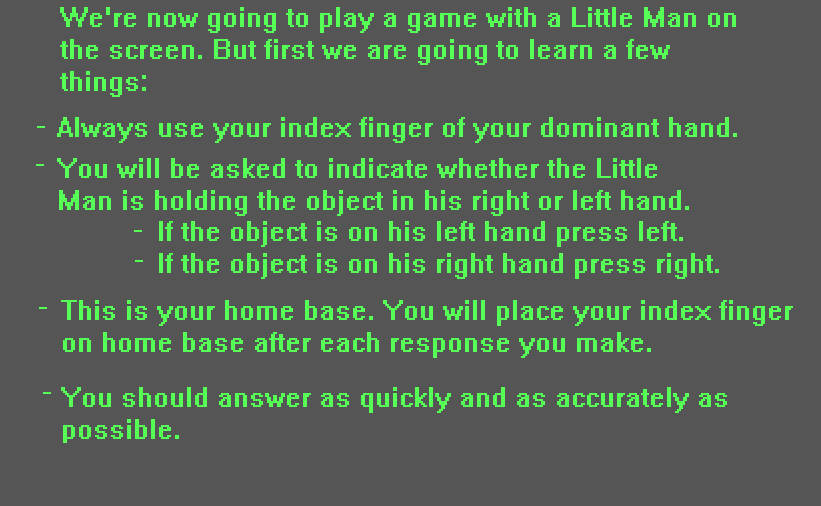 We're now going to play a game with a Little Man on
the screen. But first we are going to learn a few
things:
- Always use your index finger of your dominant hand.
- You will be asked to indicate whether the Little
Man is holding the object in his right or left hand.
- If the object is on his left hand press left.
- If the object is on his right hand press right.
- This is your home base. You will place your index finger
on home base after each response you make.
- You should answer as quickly and as accurately as
possible.